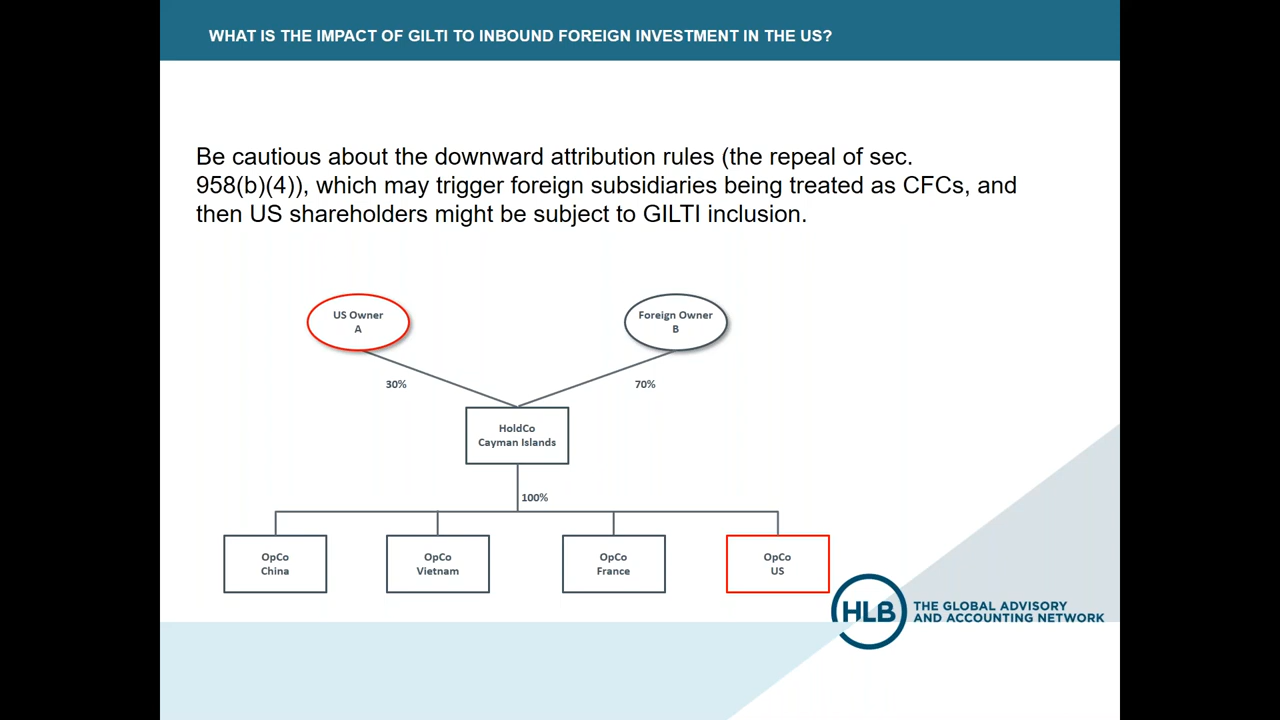 WHAT IS THE IMPACT OF GILTI TO INBOUND FOREIGN INVESTMENT IN THE US?
Be cautious about the downward attribution rules (the repeal of sec.
958(b)(4)), which may trigger foreign subsidiaries being treated as CFCs, and
then US shareholders might be subject to GILTI inclusion.
US Owner
A
Foreign Owner
B
30%
70%
HoldCo
Cayman Islands
100%
OpCo
China
OpCo
Vietnam
OpCo
France
OpCo
US
HLB
THE GLOBAL ADVISORY
AND ACCOUNTING NETWORK